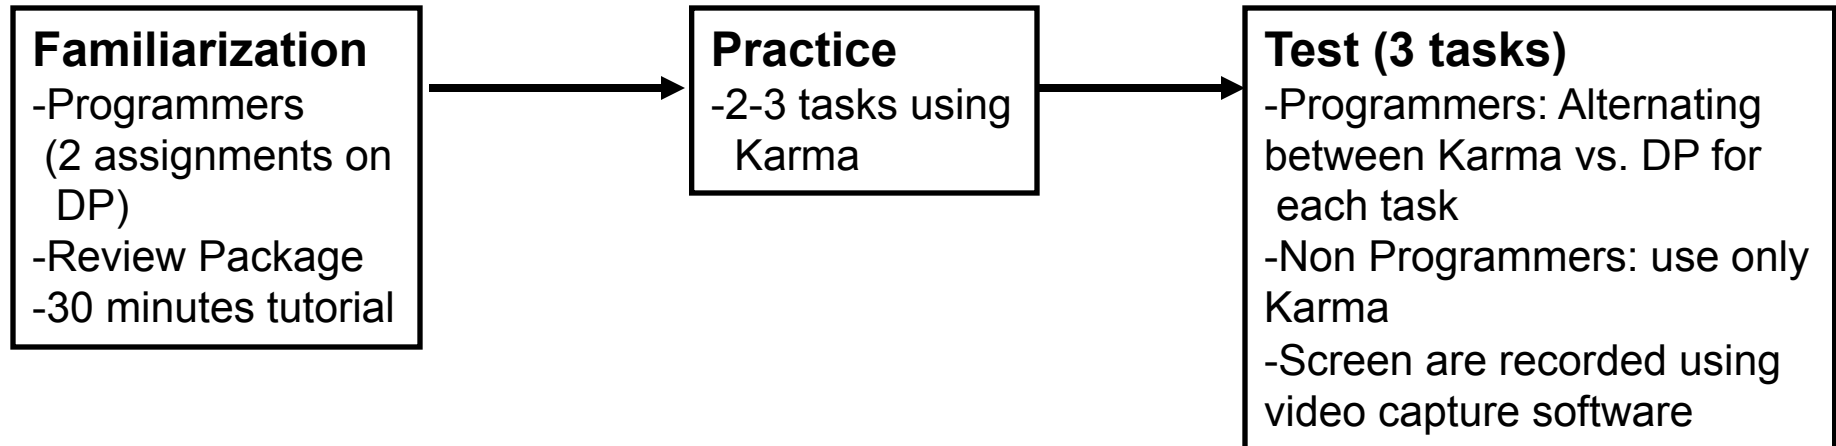 Familiarization
-Programmers
(2 assignments on
DP)
-Review Package
-30 minutes tutorial
Practice
-2-3 tasks using
Karma
Test (3 tasks)
-Programmers: Alternating
between Karma vs. DP for
each task
-Non Programmers: use only
Karma
-Screen are recorded using
video capture software